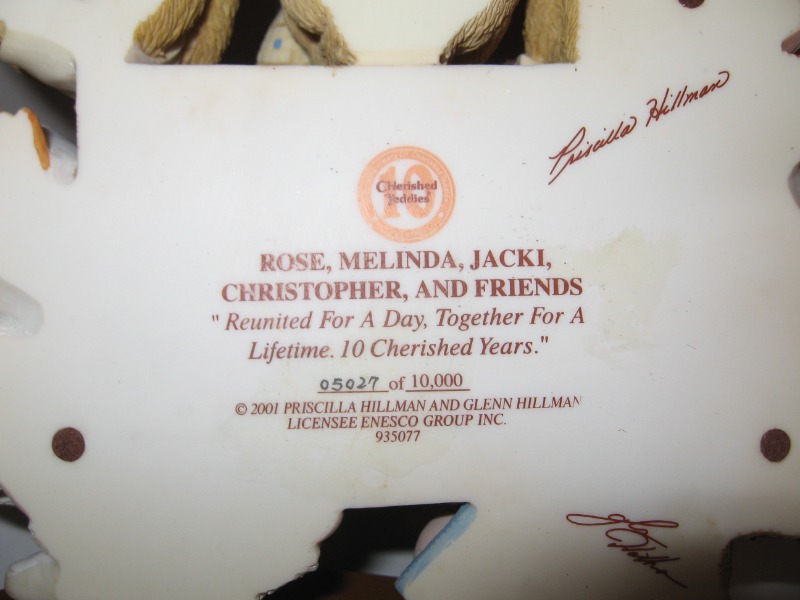 Priscilla Hillman
10
Cherished
Teddies
ROSE, MELINDA, JACKI,
CHRISTOPHER, AND FRIENDS
" Reunited For A Day, Together For A
Lifetime. 10 Cherished Years."
05027 of 10,000
© 2001 PRISCILLA HILLMAN AND GLENN HILLMAN
LICENSEE ENESCO GROUP INC.
935077